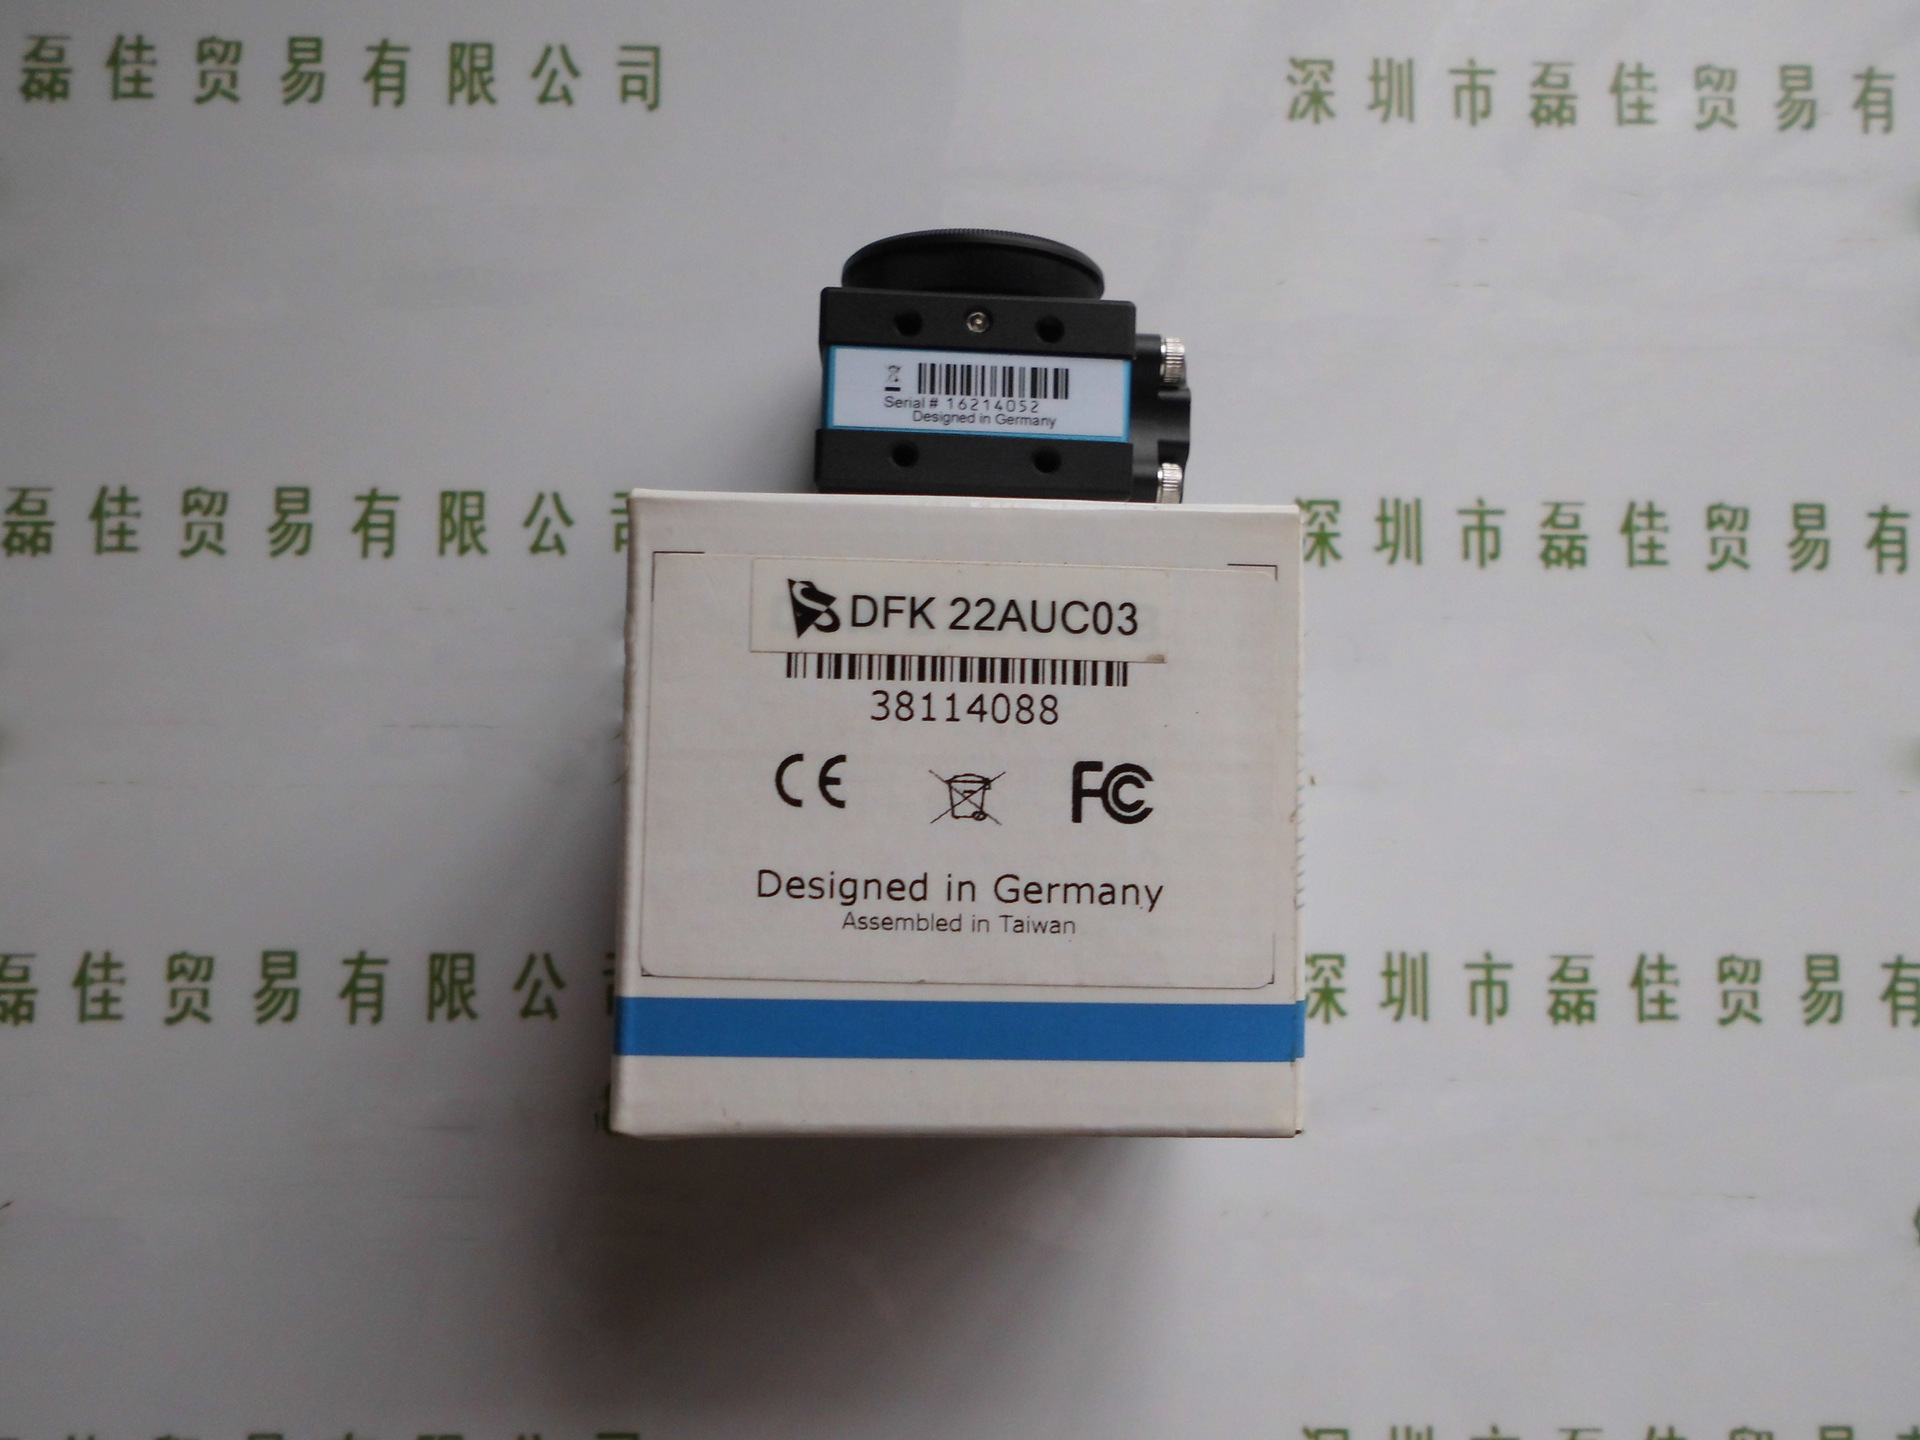 磊佳贸易有限公司
深圳市磊佳贸易有
Serial # 16214052
Designed in Germany
磊佳贸易有限公司
深圳市磊佳贸易有
DFK 22AUC03
38114088
CE
FC
Designed in Germany
Assembled in Taiwan
磊佳贸易有限公
深圳市磊佳贸易有